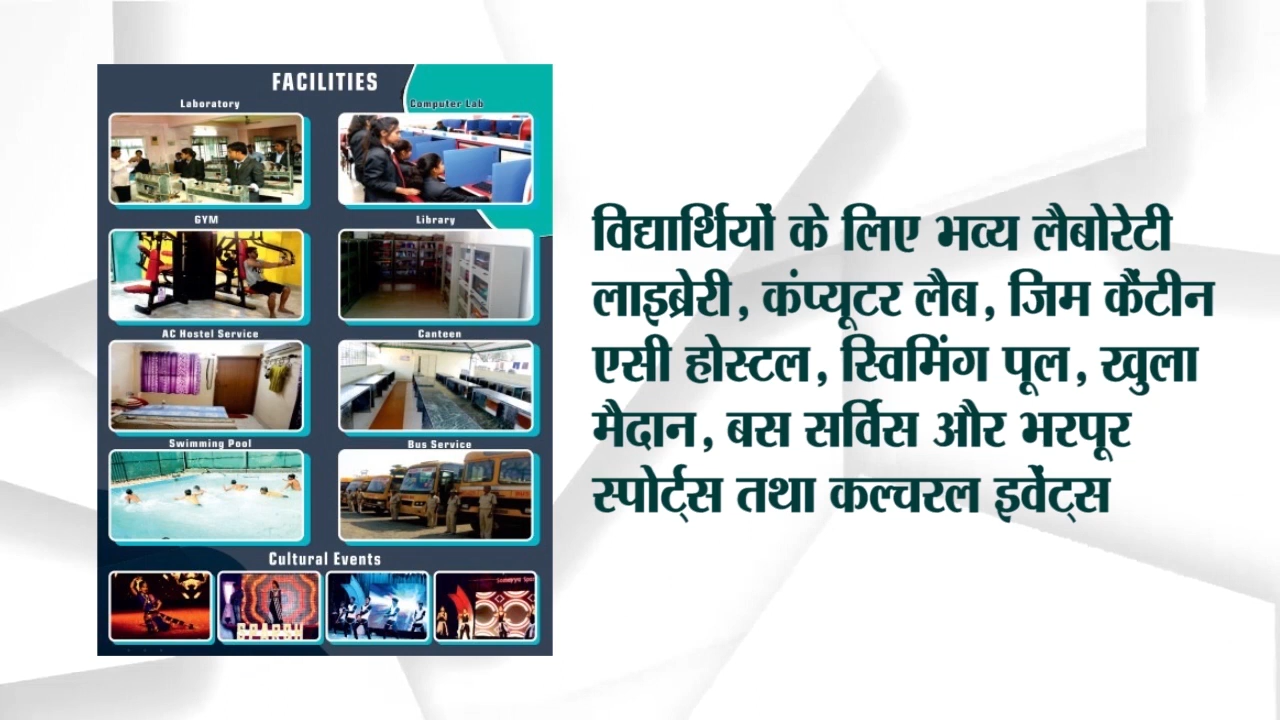 FACILITIES
Laboratory
Computer Lab
GYM
Library
AC Hostel Service
Canteen
Swimming Pool
Bus Service
Cultural Events
SPARSH
विद्यार्थियों के लिए भव्य लैबोरेटी
लाइब्रेरी, कंप्यूटर लैब, जिम कैंटीन
एसी होस्टल, स्विमिंग पूल, खुला
मैदान, बस सर्विस और भरपूर
स्पोर्ट्स तथा कल्चरल इवेंट्स